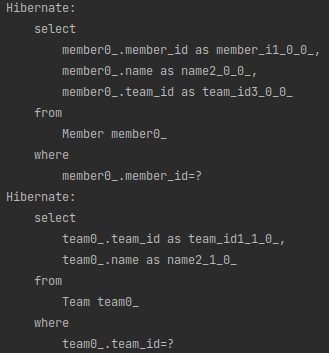 Hibernate:
    select
        member0_.member_id as member_i1_0_0_,
        member0_.name as name2_0_0_,
        member0_.team_id as team_id3_0_0_
    from
        Member member0_
    where
        member0_.member_id=?
Hibernate:
    select
        team0_.team_id as team_id1_1_0_,
        team0_.name as name2_1_0_
    from
        Team team0_
    where
        team0_.team_id=?